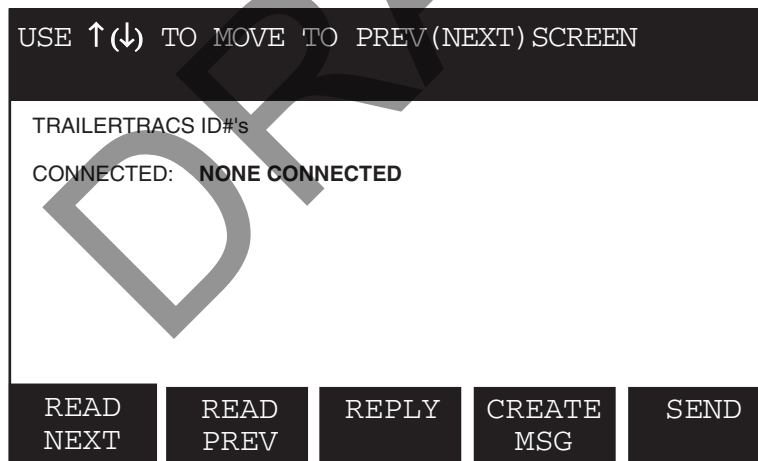 USE ↑(↓) TO MOVE TO PREV(NEXT)SCREEN
TRAILERTRACS ID#'s
CONNECTED: NONE CONNECTED
READ NEXT
READ PREV
REPLY
CREATE MSG
SEND